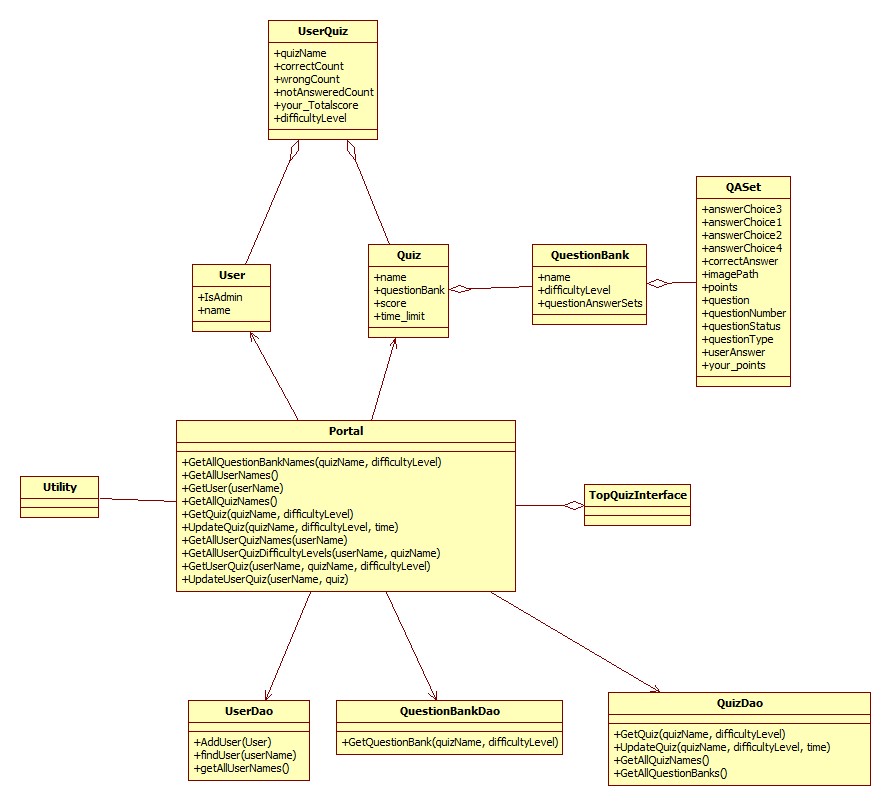 UserQuiz
+quizName
+correctCount
+wrongCount
+notAnsweredCount
+your_Totalscore
+difficultyLevel
QASet
+answerChoice3
+answerChoice1
+answerChoice2
+answerChoice4
+correctAnswer
+imagePath
+points
+question
+questionNumber
+questionStatus
+questionType
+userAnswer
+your_points
User
+IsAdmin
+name
Quiz
+name
+questionBank
+score
+time_limit
QuestionBank
+name
+difficultyLevel
+questionAnswerSets
Portal
+GetAllQuestionBankNames(quizName, difficultyLevel)
+GetAllUserNames()
+GetUser(userName)
+GetAllQuizNames()
+GetQuiz(quizName, difficultyLevel)
+UpdateQuiz(quizName, difficultyLevel, time)
+GetAllUserQuizNames(userName)
+GetAllUserQuizDifficultyLevels(userName, quizName)
+GetUserQuiz(userName, quizName, difficultyLevel)
+UpdateUserQuiz(userName, quiz)
Utility
TopQuizInterface
UserDao
+AddUser(User)
+findUser(userName)
+getAllUserNames()
QuestionBankDao
+GetQuestionBank(quizName, difficultyLevel)
QuizDao
+GetQuiz(quizName, difficultyLevel)
+UpdateQuiz(quizName, difficultyLevel, time)
+GetAllQuizNames()
+GetAllQuestionBanks()